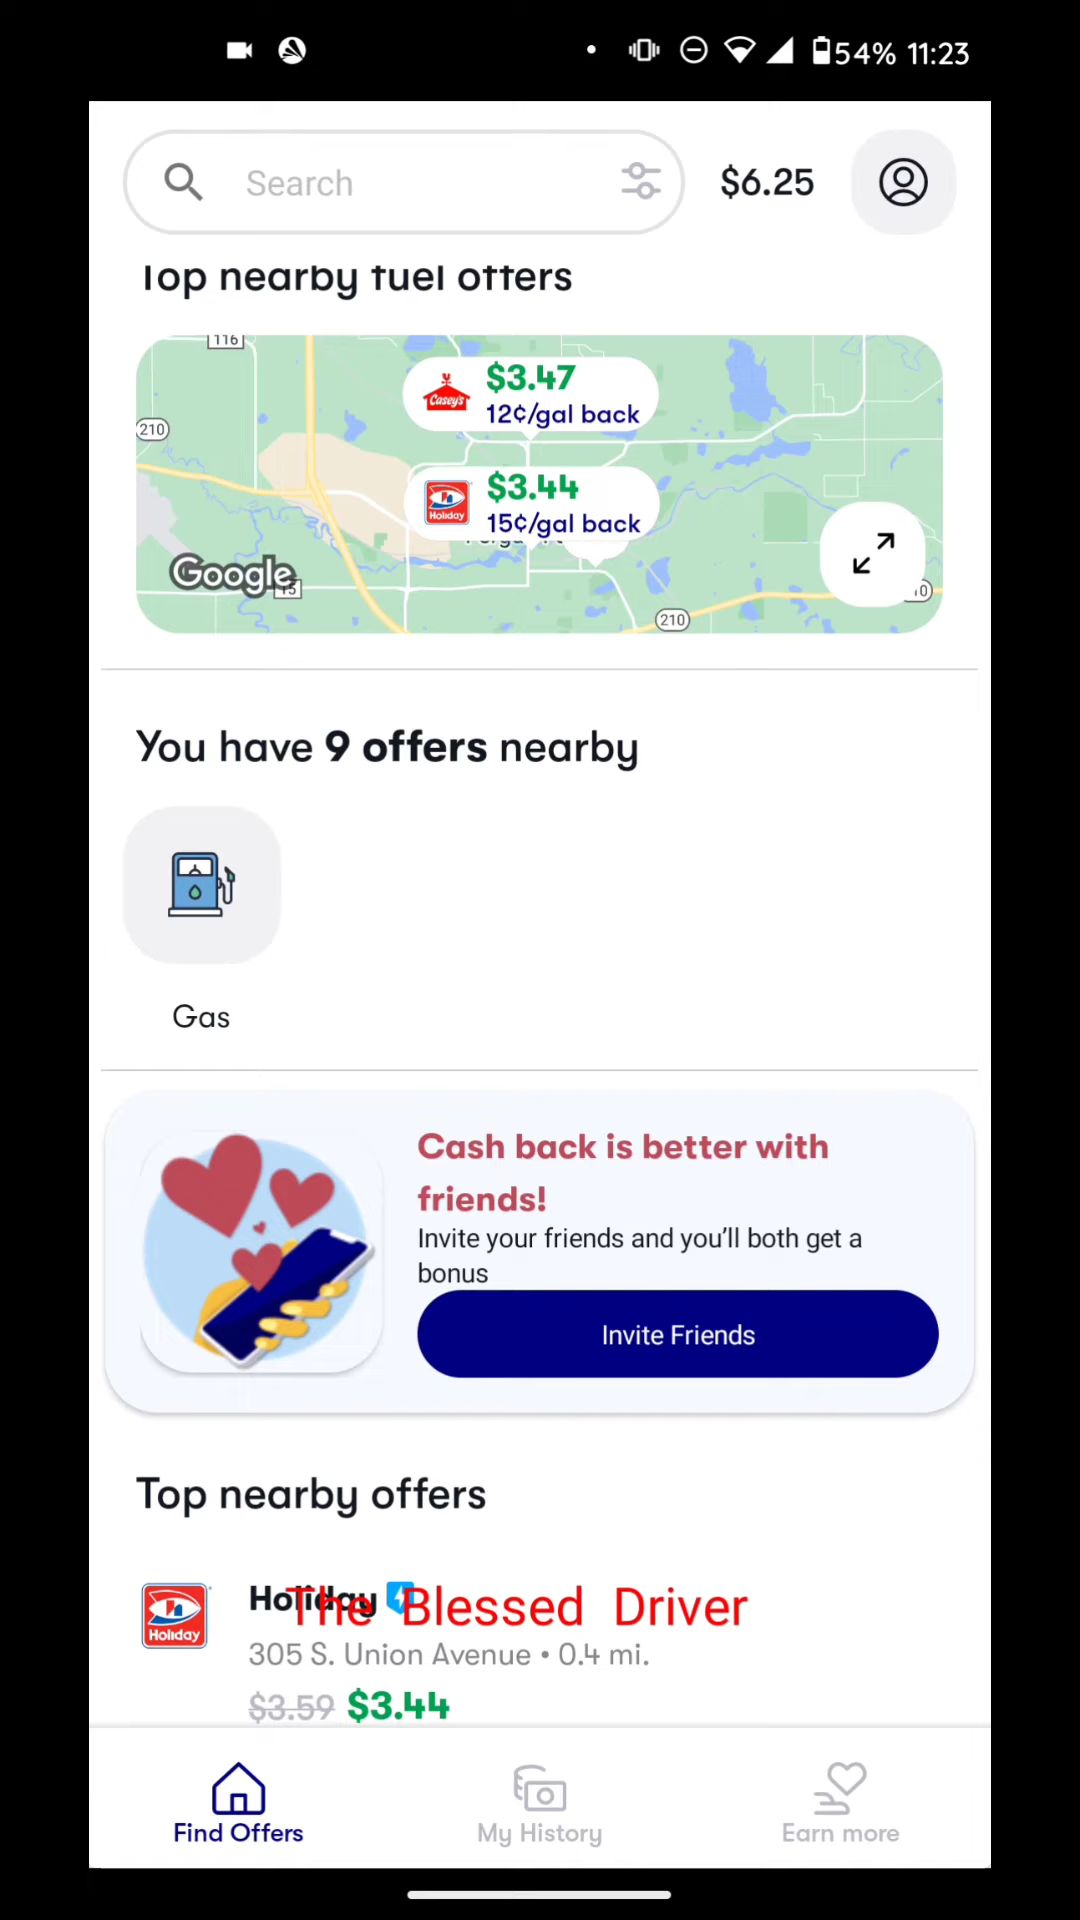 54% 11:23
Search
$6.25
Top nearby fuel offers
116
$3.47
Casey's
12¢/gal back
210
$3.44
Holiday
15¢/gal back
Google
15
210
You have 9 offers nearby
Gas
Cash back is better with
friends!
Invite your friends and you'll both get a
bonus
Invite Friends
Top nearby offers
Holiday
The Blessed Driver
Holiday
305 S. Union Avenue • 0.4 mi.
$3.59 $3.44
Find Offers
My History
Earn more